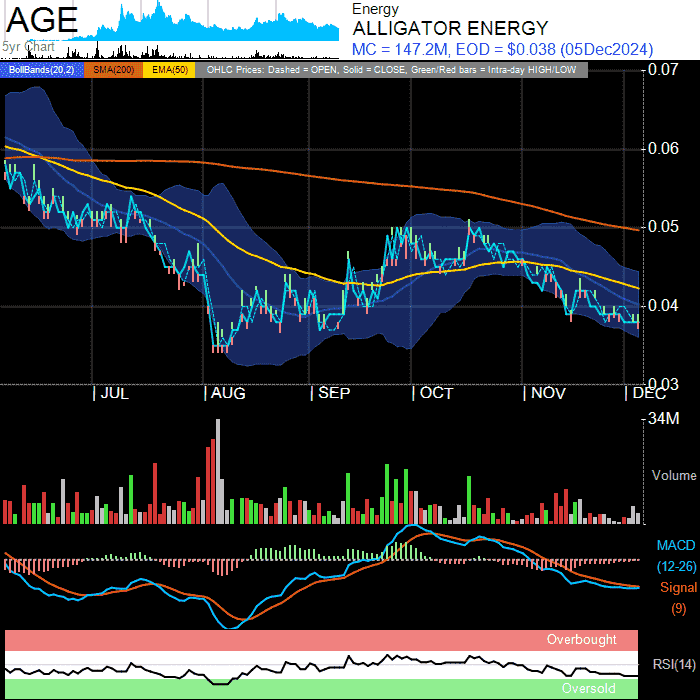 AGE
5yr Chart
Energy
ALLIGATOR ENERGY
MC = 147.2M, EOD = $0.038 (05Dec2024)
BollBands(20,2) SMA(200) EMA(50) OHLC Prices: Dashed = OPEN, Solid = CLOSE, Green/Red bars = Intra-day HIGH/LOW
0.07
0.06
0.05
0.04
0.03
| JUL | AUG | SEP | OCT | NOV | DEC
34M
Volume
MACD
(12-26)
Signal
(9)
Overbought
RSI(14)
Oversold